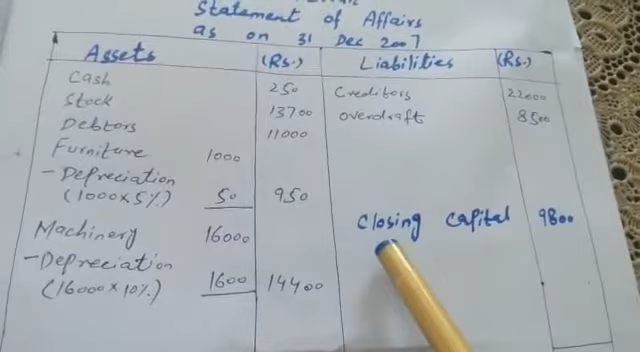 Statement of Affairs
as on 31 Dec 2007
Assets (Rs.) Liabilities (Rs.)
Cash 250 Creditors 22000
Stock 13700 overdraft 8500
Debtors 11000
Furniture 1000
- Depreciation
(1000x5%) 50 950
closing capital 9800
Machinery 16000
- Depreciation
(16000 x 10%) 1600 14400